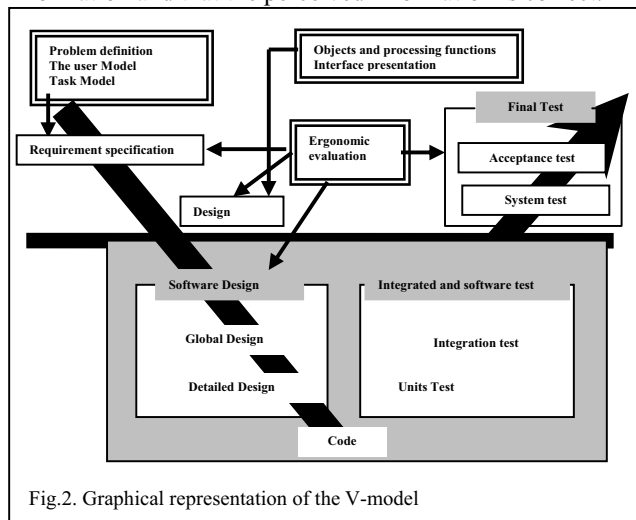 Problem definition
The user Model
Task Model
Objects and processing functions
Interface presentation
Final Test
Requirement specification
Ergonomic
evaluation
Acceptance test
System test
Design
Software Design
Integrated and software test
Global Design
Integration test
Detailed Design
Units Test
Code
Fig.2. Graphical representation of the V-model